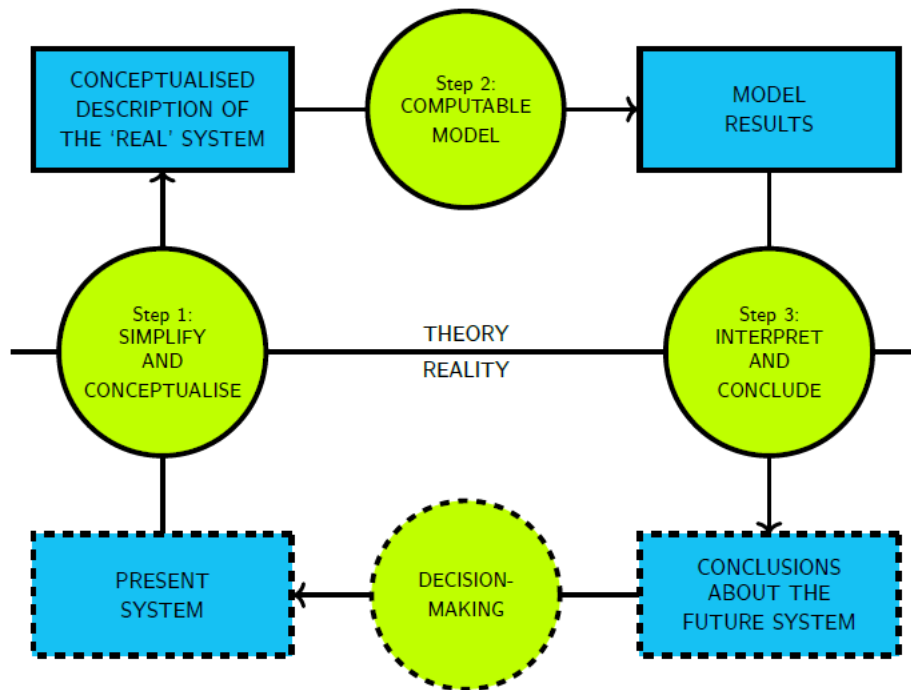 CONCEPTUALISED
DESCRIPTION OF
THE ‘REAL’ SYSTEM
Step 2:
COMPUTABLE
MODEL
MODEL
RESULTS
Step 1:
SIMPLIFY
AND
CONCEPTUALISE
THEORY
REALITY
Step 3:
INTERPRET
AND
CONCLUDE
PRESENT
SYSTEM
DECISION-
MAKING
CONCLUSIONS
ABOUT THE
FUTURE SYSTEM